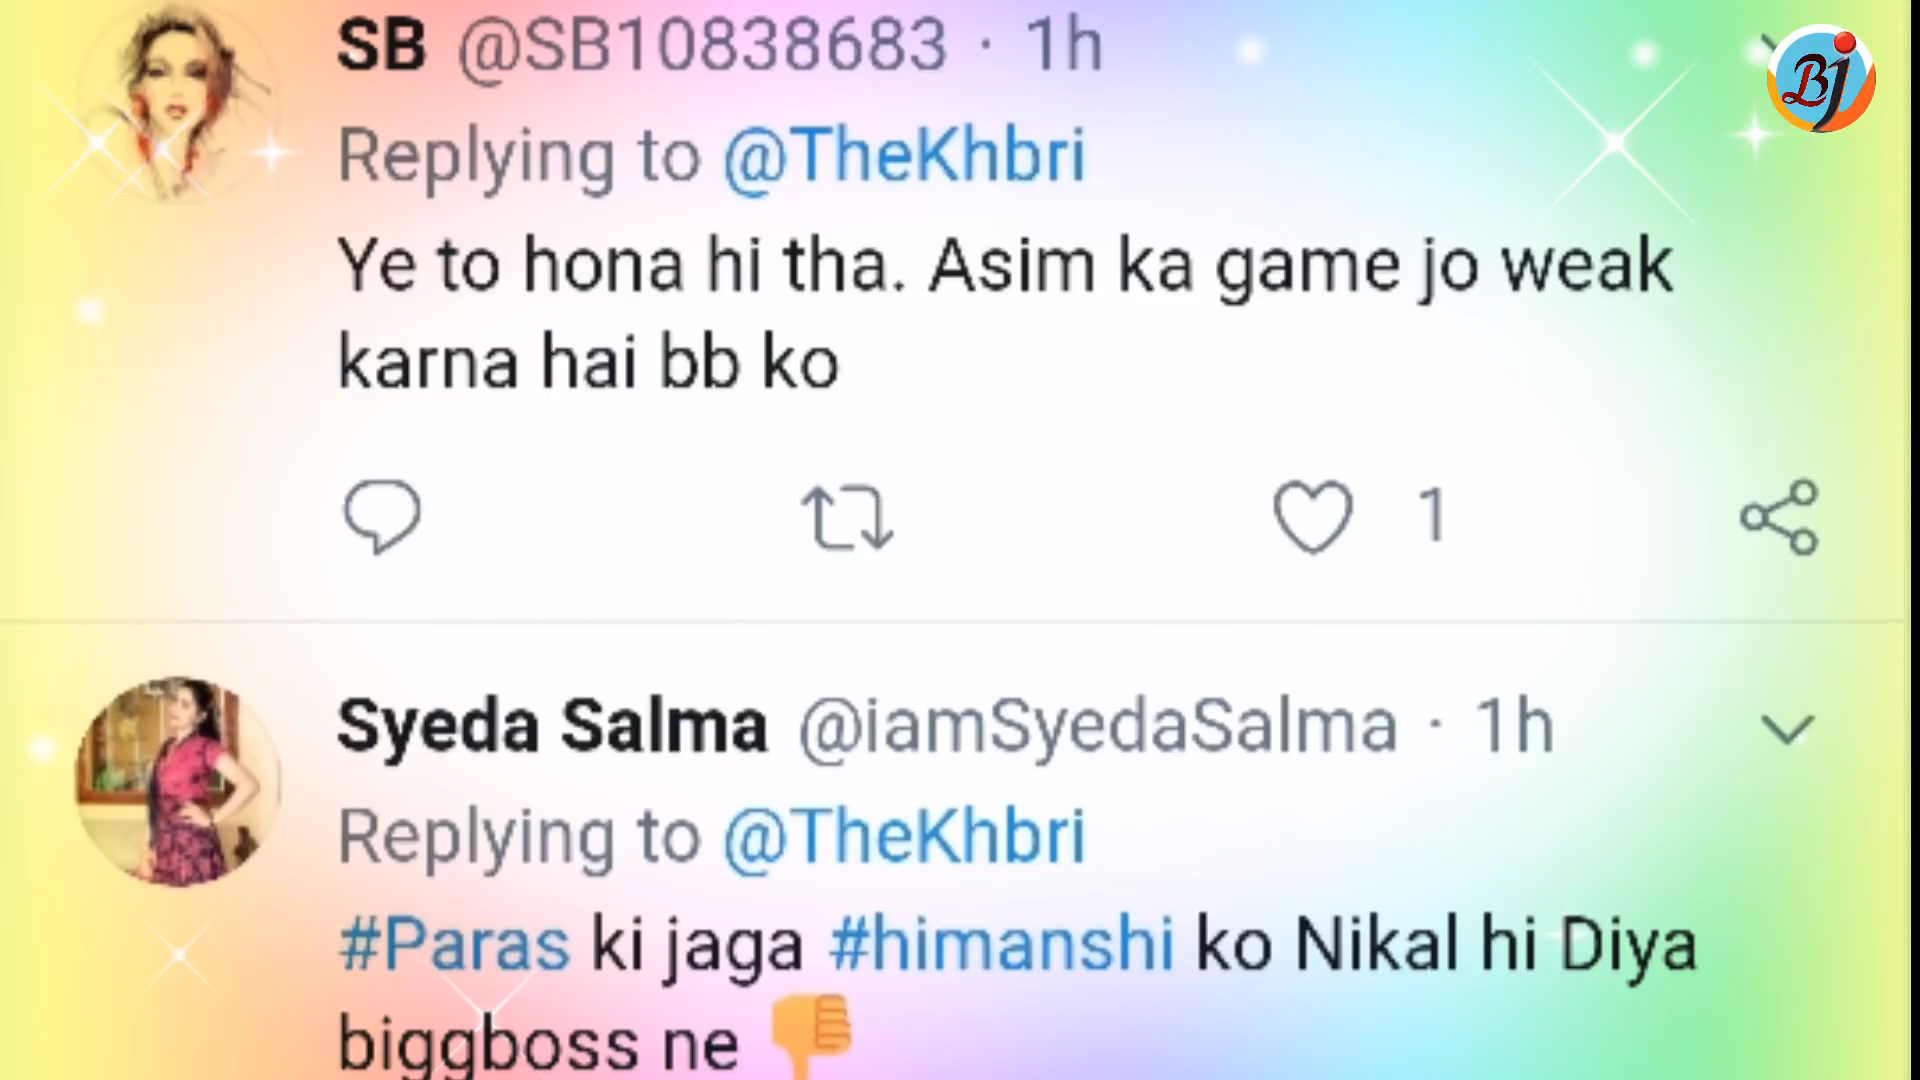 SB @SB10838683 · 1h
Bj
Replying to @TheKhbri
Ye to hona hi tha. Asim ka game jo weak
karna hai bb ko
1
Syeda Salma @iamSyedaSalma · 1h
Replying to @TheKhbri
#Paras ki jaga #himanshi ko Nikal hi Diya
biggboss ne 👎